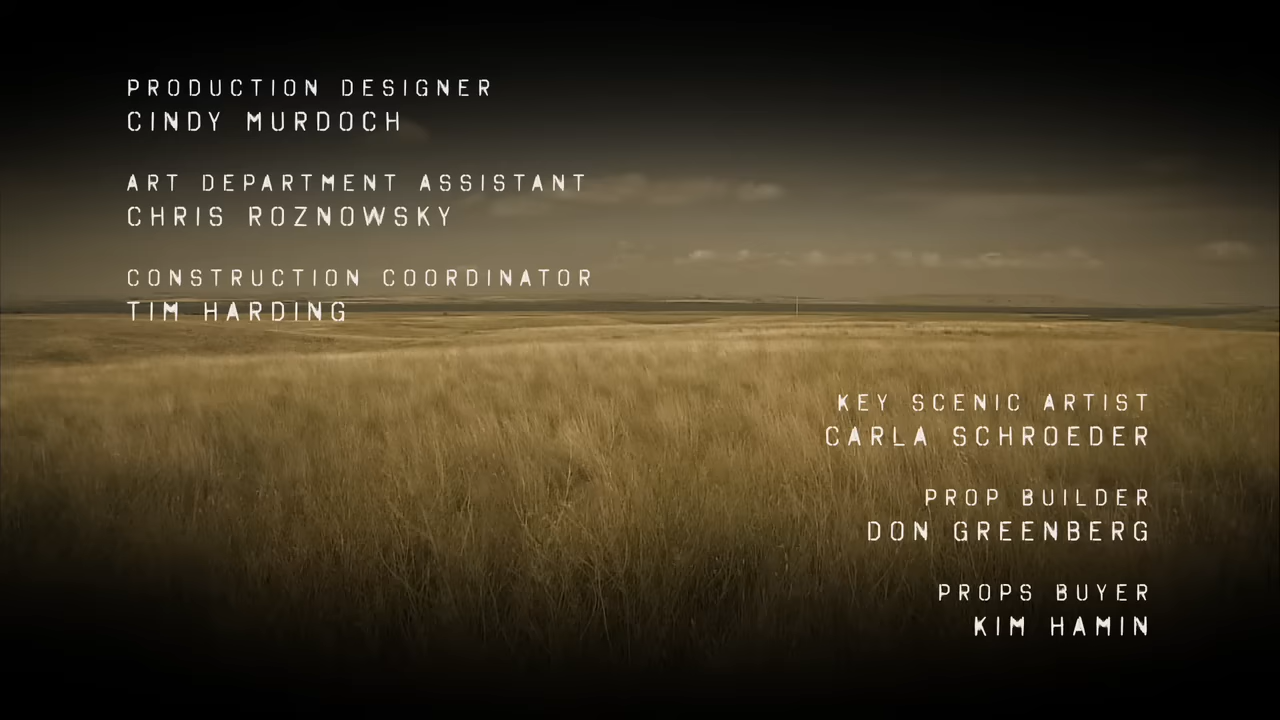 PRODUCTION DESIGNER
CINDY MURDOCH
ART DEPARTMENT ASSISTANT
CHRIS ROZNOWSKY
CONSTRUCTION COORDINATOR
TIM HARDING
KEY SCENIC ARTIST
CARLA SCHROEDER
PROP BUILDER
DON GREENBERG
PROPS BUYER
KIM HAMIN